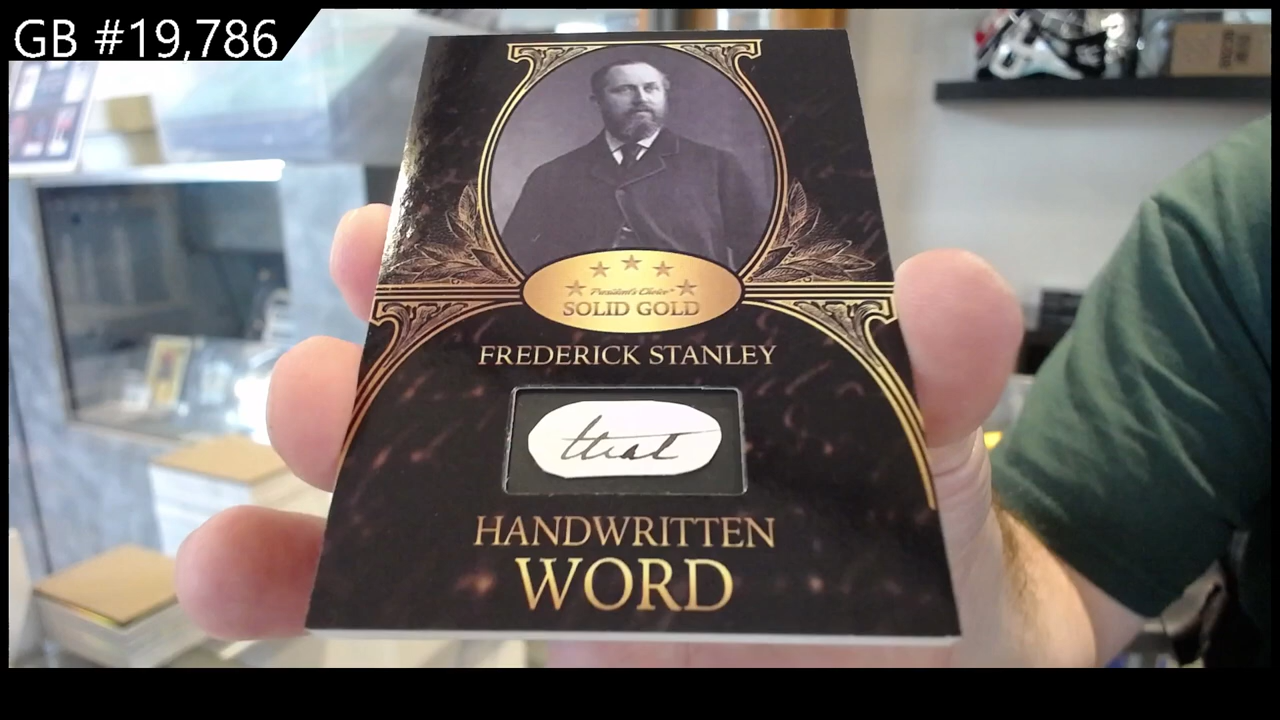 GB #19,786
President's Choice
SOLID GOLD
FREDERICK STANLEY
that
HANDWRITTEN
WORD